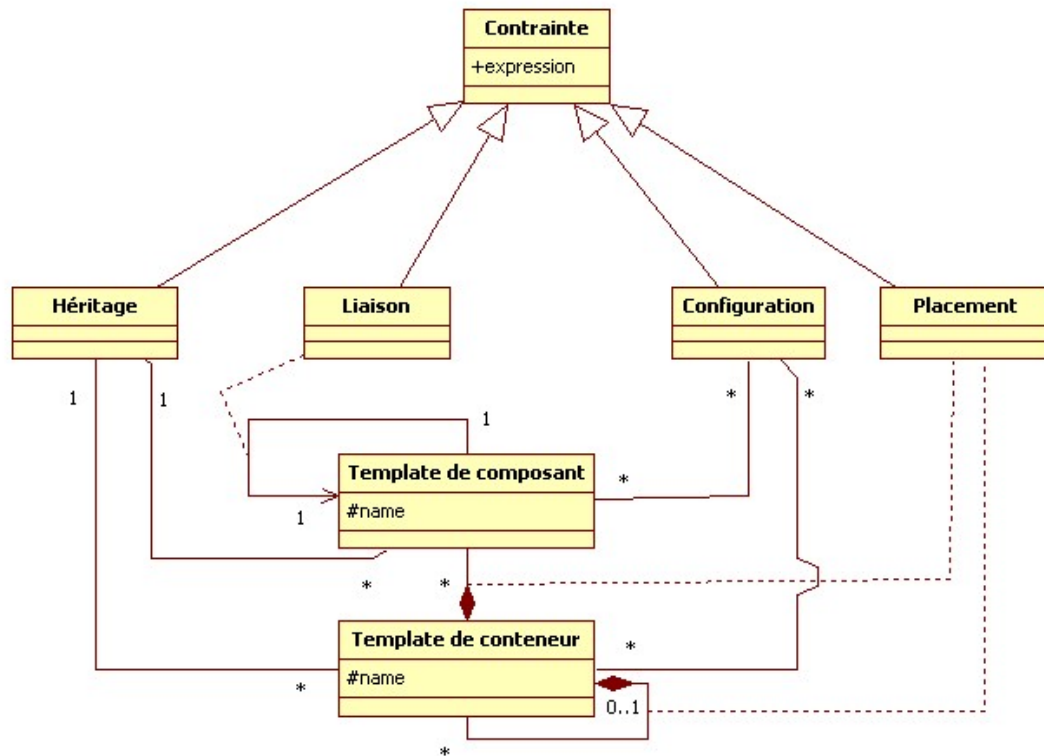 Contrainte
+expression
Héritage
Liaison
Configuration
Placement
1
1
*
*
1
Template de composant
*
#name
1
*
*
Template de conteneur
*
#name
*
0..1
*